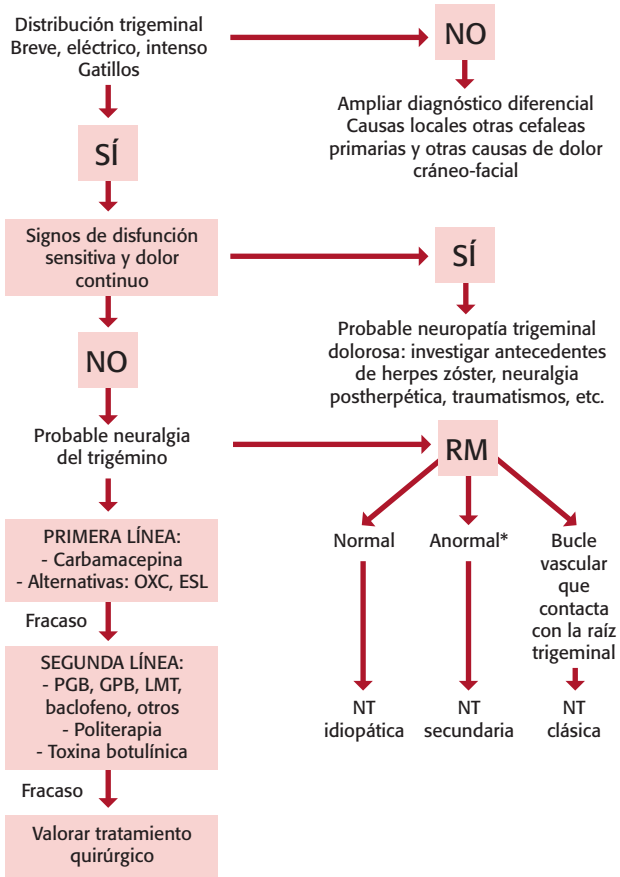 Distribución trigeminal
Breve, eléctrico, intenso
Gatillos
NO
Ampliar diagnóstico diferencial
Causas locales otras cefaleas
primarias y otras causas de dolor
cráneo-facial
SÍ
Signos de disfunción
sensitiva y dolor
continuo
SÍ
Probable neuropatía trigeminal
dolorosa: investigar antecedentes
de herpes zóster, neuralgia
postherpética, traumatismos, etc.
NO
Probable neuralgia
del trigémino
RM
Normal
Anormal*
Bucle
vascular
que
contacta
con la raíz
trigeminal
NT
idiopática
NT
secundaria
NT
clásica
PRIMERA LÍNEA:
- Carbamacepina
- Alternativas: OXC, ESL
Fracaso
SEGUNDA LÍNEA:
- PGB, GPB, LMT,
baclofeno, otros
- Politerapia
- Toxina botulínica
Fracaso
Valorar tratamiento
quirúrgico